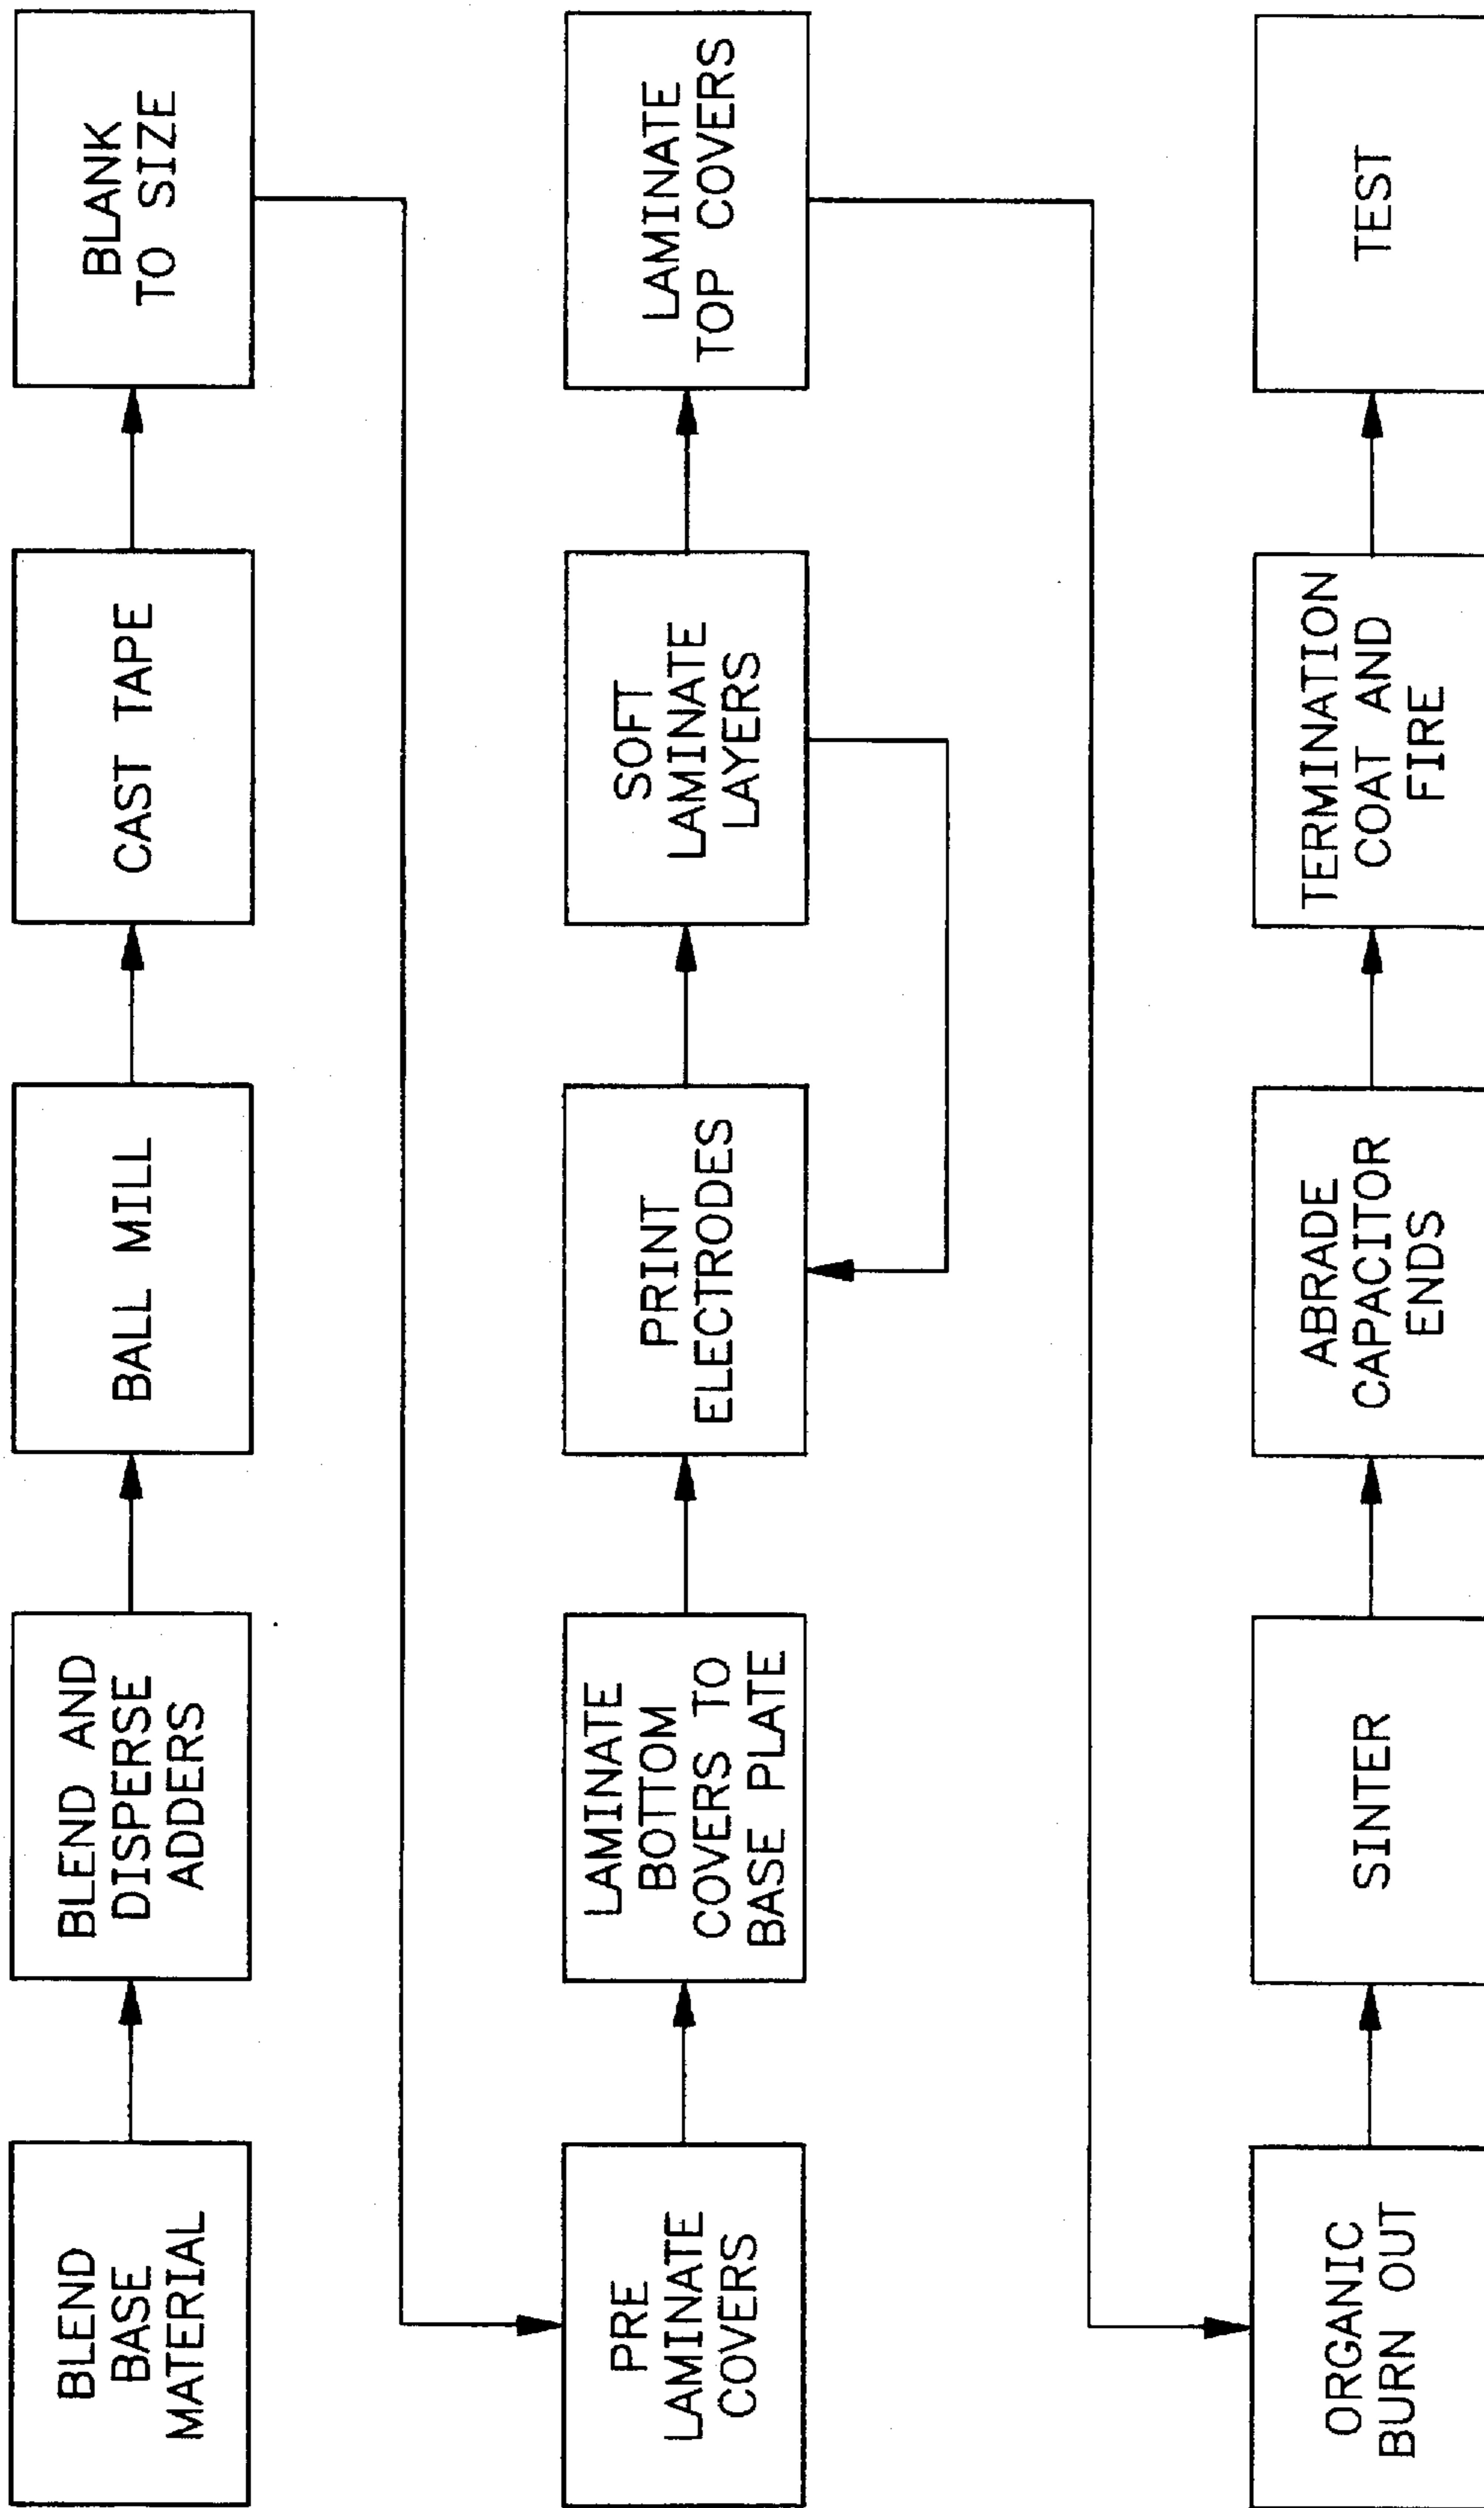 BLEND
BASE
MATERIAL
BLEND AND
DISPERSE
ADDERS
BALL MILL
CAST TAPE
BLANK
TO SIZE
PRE
LAMINATE
COVERS
LAMINATE
BOTTOM
COVERS TO
BASE PLATE
PRINT
ELECTRODES
SOFT
LAMINATE
LAYERS
LAMINATE
TOP COVERS
ORGANIC
BURN OUT
SINTER
ABRADE
CAPACITOR
ENDS
TERMINATION
COAT AND
FIRE
TEST